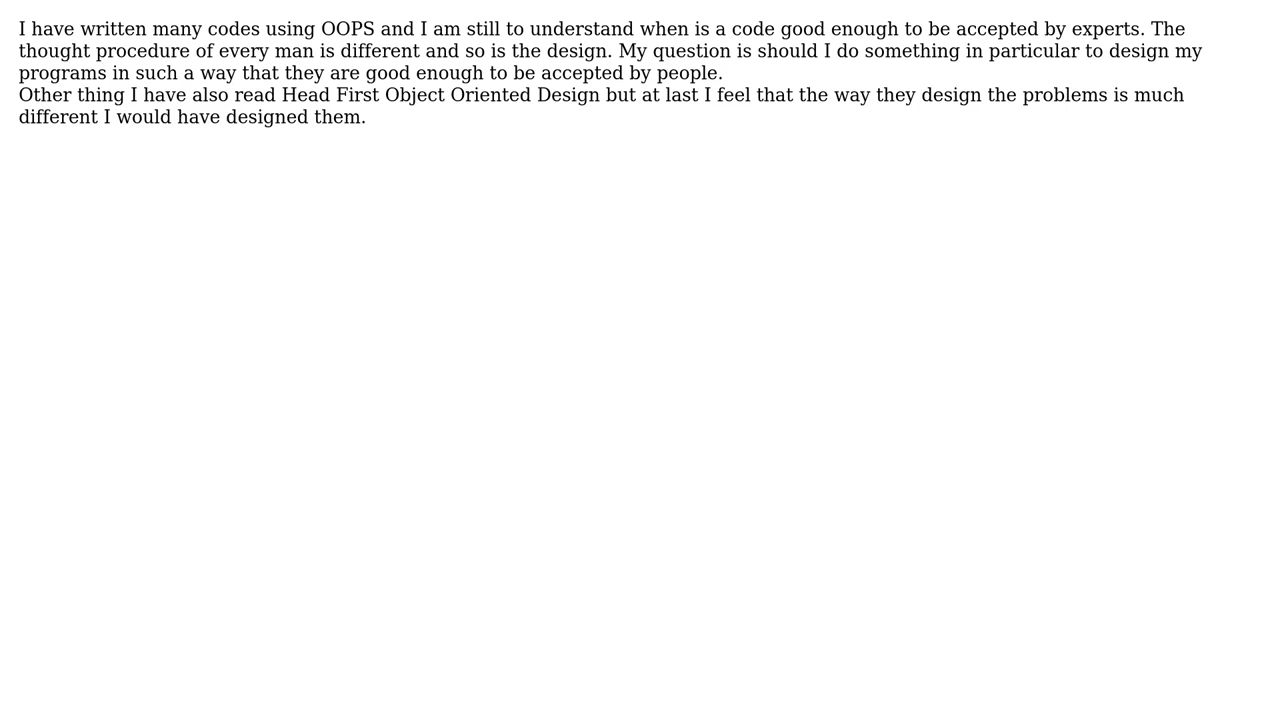 I have written many codes using OOPS and I am still to understand when is a code good enough to be accepted by experts. The
thought procedure of every man is different and so is the design. My question is should I do something in particular to design my
programs in such a way that they are good enough to be accepted by people.
Other thing I have also read Head First Object Oriented Design but at last I feel that the way they design the problems is much
different I would have designed them.